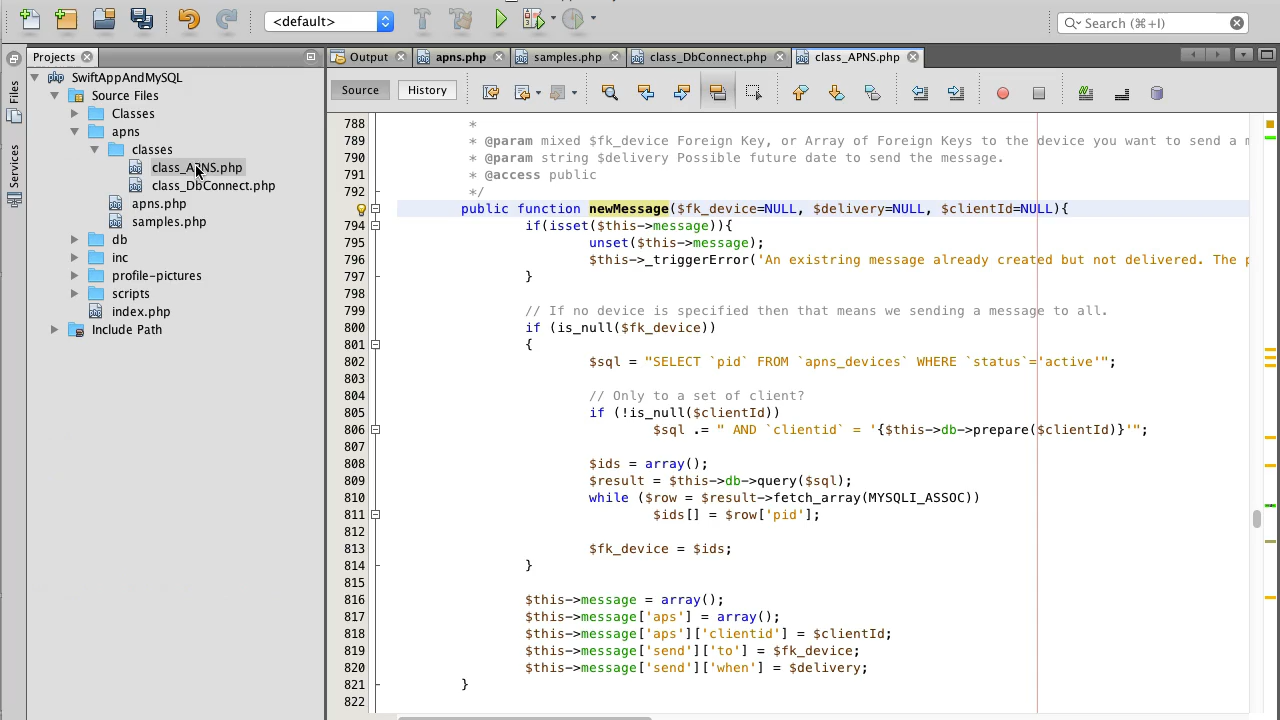 <default>
Search (⌘+I)
Projects
Output
apns.php
samples.php
class_DbConnect.php
class_APNS.php
Files
Services
SwiftAppAndMySQL
Source Files
Classes
apns
classes
class_APNS.php
class_DbConnect.php
apns.php
samples.php
db
inc
profile-pictures
scripts
index.php
Include Path
Source
History
788 *
789 * @param mixed $fk_device Foreign Key, or Array of Foreign Keys to the device you want to send a
790 * @param string $delivery Possible future date to send the message.
791 * @access public
792 */
public function newMessage($fk_device=NULL, $delivery=NULL, $clientId=NULL){
794 if(isset($this->message)){
795 unset($this->message);
796 $this->_triggerError('An existring message already created but not delivered. The
797 }
798
799 // If no device is specified then that means we sending a message to all.
800 if (is_null($fk_device))
801 {
802 $sql = "SELECT `pid` FROM `apns_devices` WHERE `status`='active'";
803
804 // Only to a set of client?
805 if (!is_null($clientId))
806 $sql .= " AND `clientid` = '{$this->db->prepare($clientId)}'";
807
808 $ids = array();
809 $result = $this->db->query($sql);
810 while ($row = $result->fetch_array(MYSQLI_ASSOC))
811 $ids[] = $row['pid'];
812
813 $fk_device = $ids;
814 }
815
816 $this->message = array();
817 $this->message['aps'] = array();
818 $this->message['aps']['clientid'] = $clientId;
819 $this->message['send']['to'] = $fk_device;
820 $this->message['send']['when'] = $delivery;
821 }
822